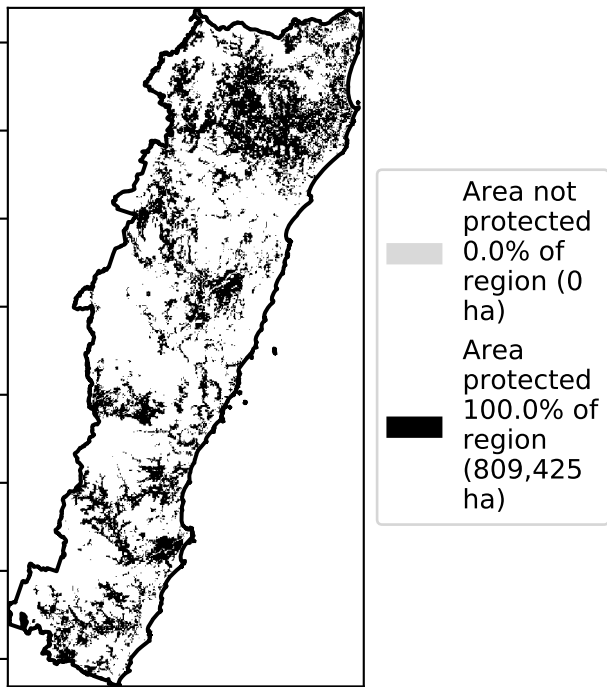 Area not
protected
0.0% of
region (0
ha)
Area
protected
100.0% of
region
(809,425
ha)